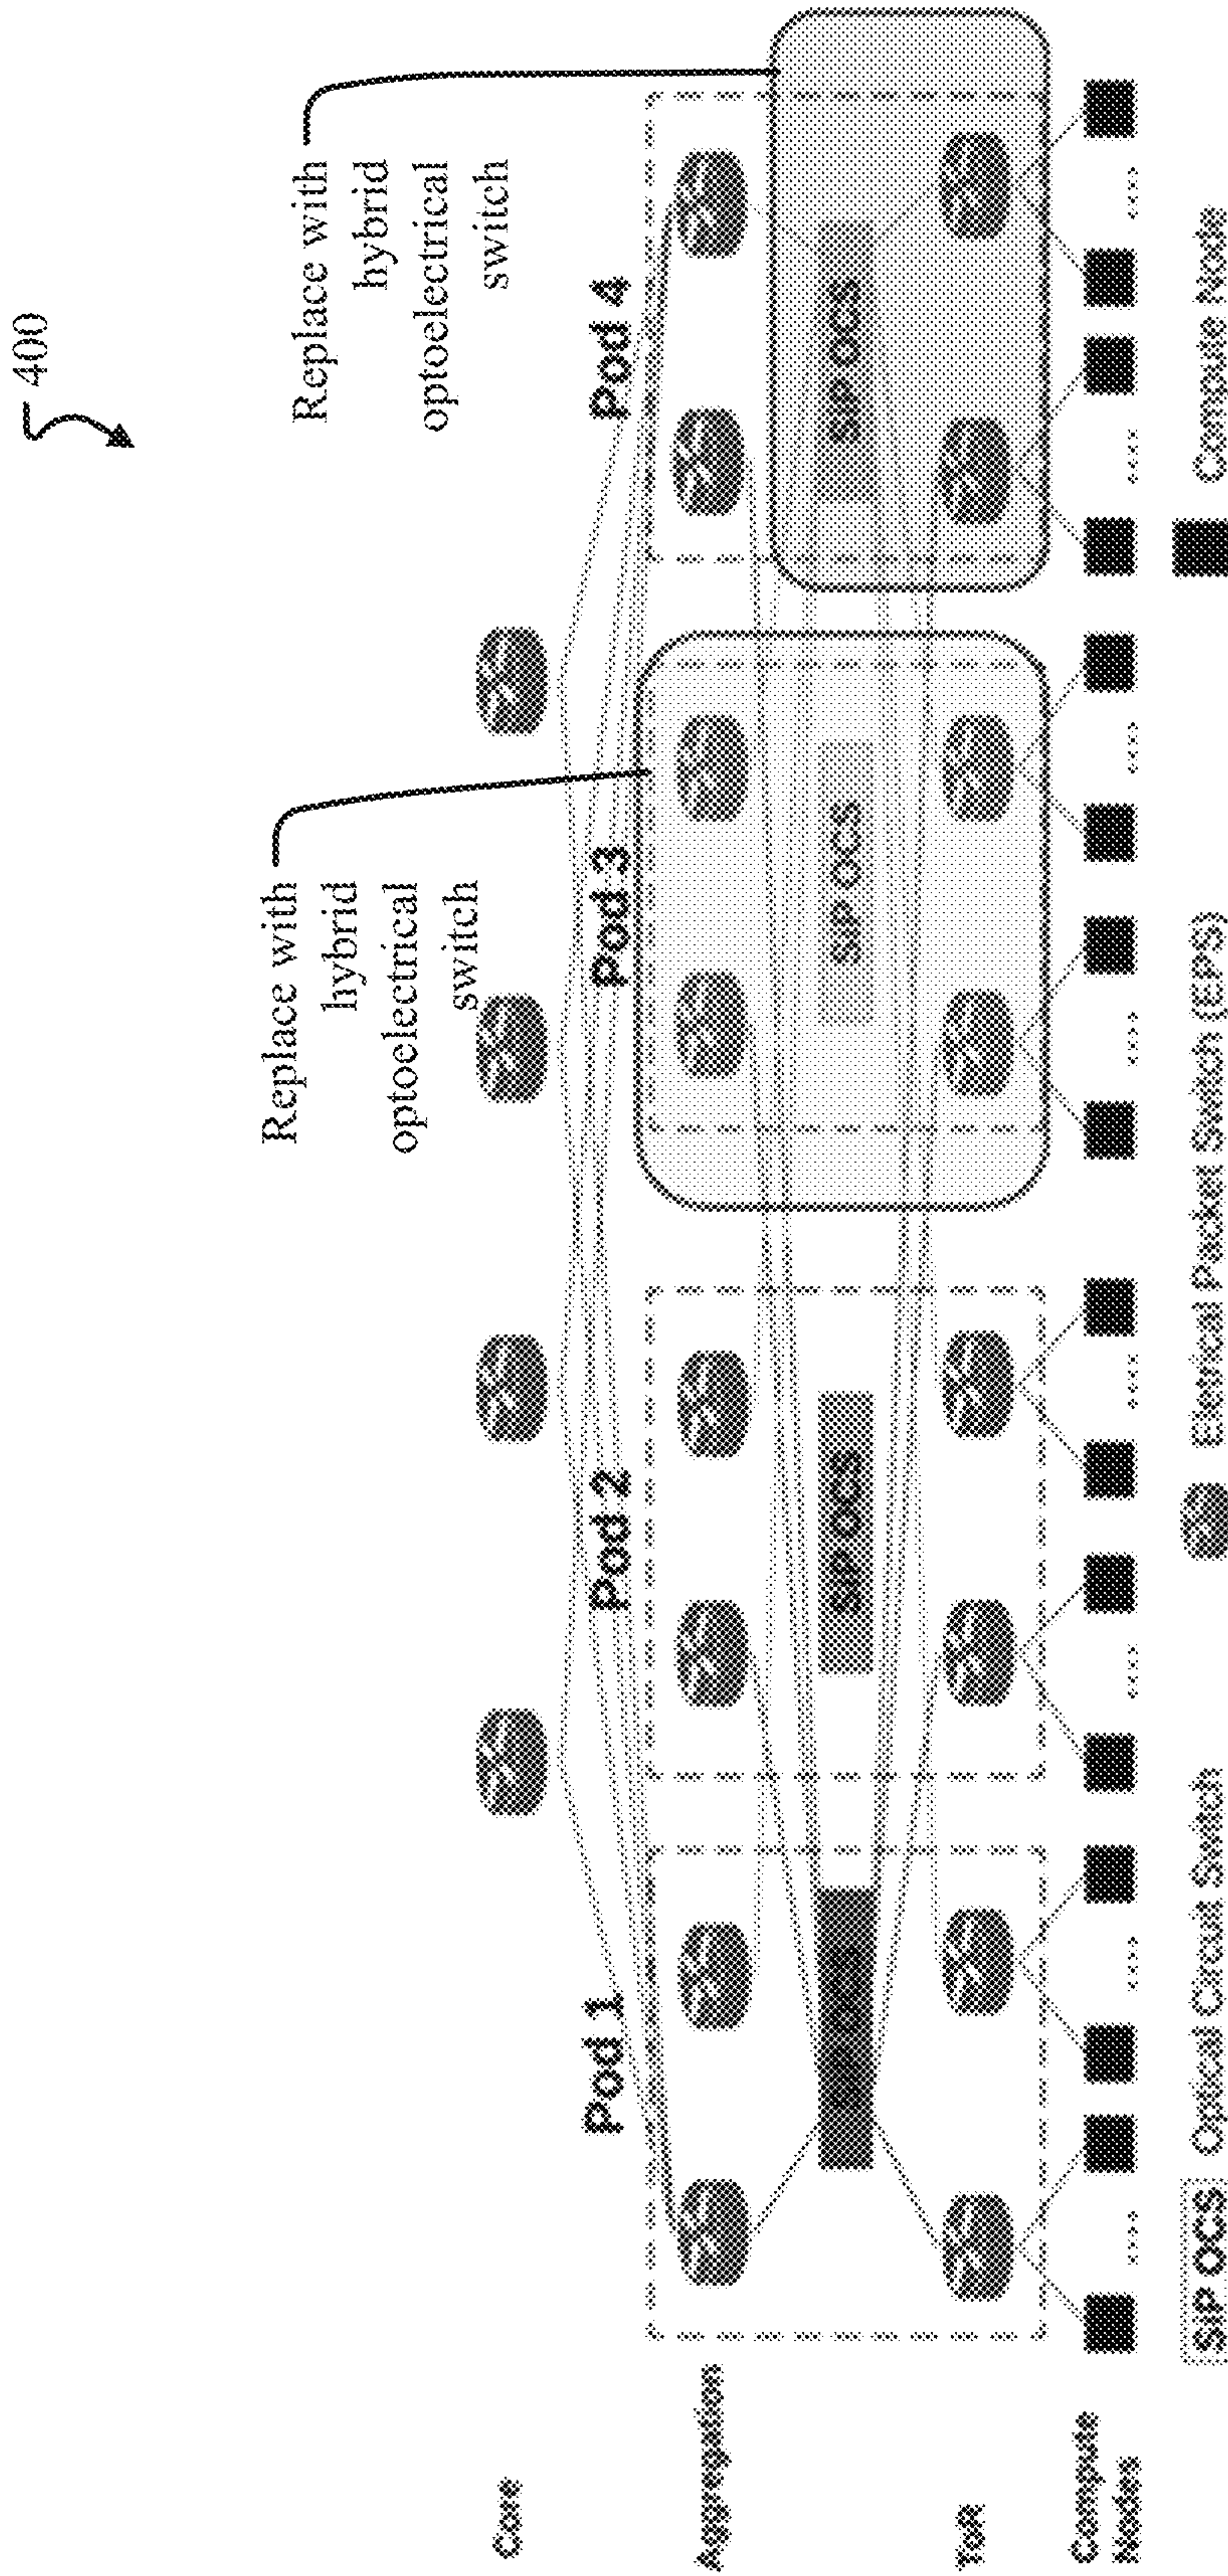 400
Replace with
hybrid
optoelectrical
switch
Replace with
hybrid
optoelectrical
switch
Core
Pod 1
Pod 2
Pod 3
Pod 4
Aggregation
SiP OCS
SiP OCS
SiP OCS
ToR
Compute
Nodes
....
....
....
....
....
....
....
....
SiP OCS Optical Circuit Switch
Eletrical Packet Switch (EPS)
Compute Node